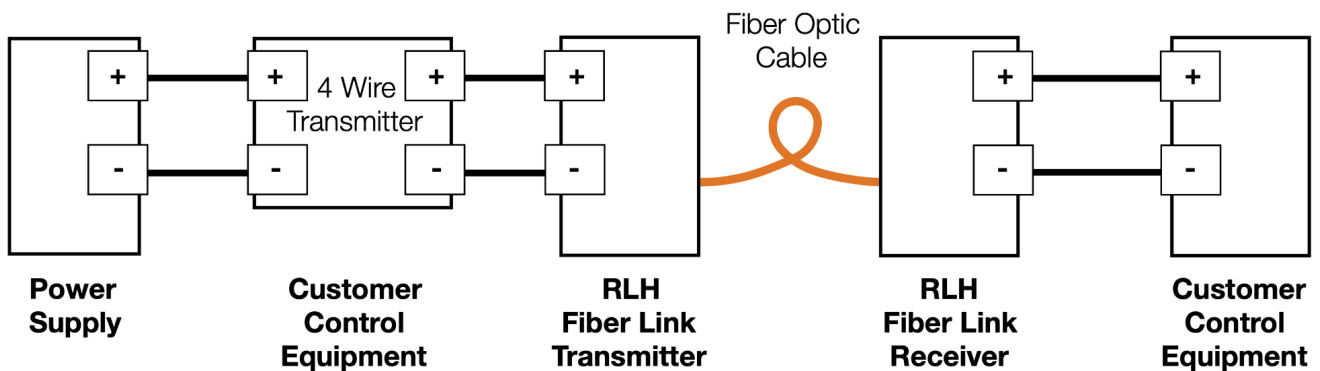 Fiber Optic
Cable
+ + + + + +
4 Wire
Transmitter
- - - - - -
Power
Supply
Customer
Control
Equipment
RLH
Fiber Link
Transmitter
RLH
Fiber Link
Receiver
Customer
Control
Equipment